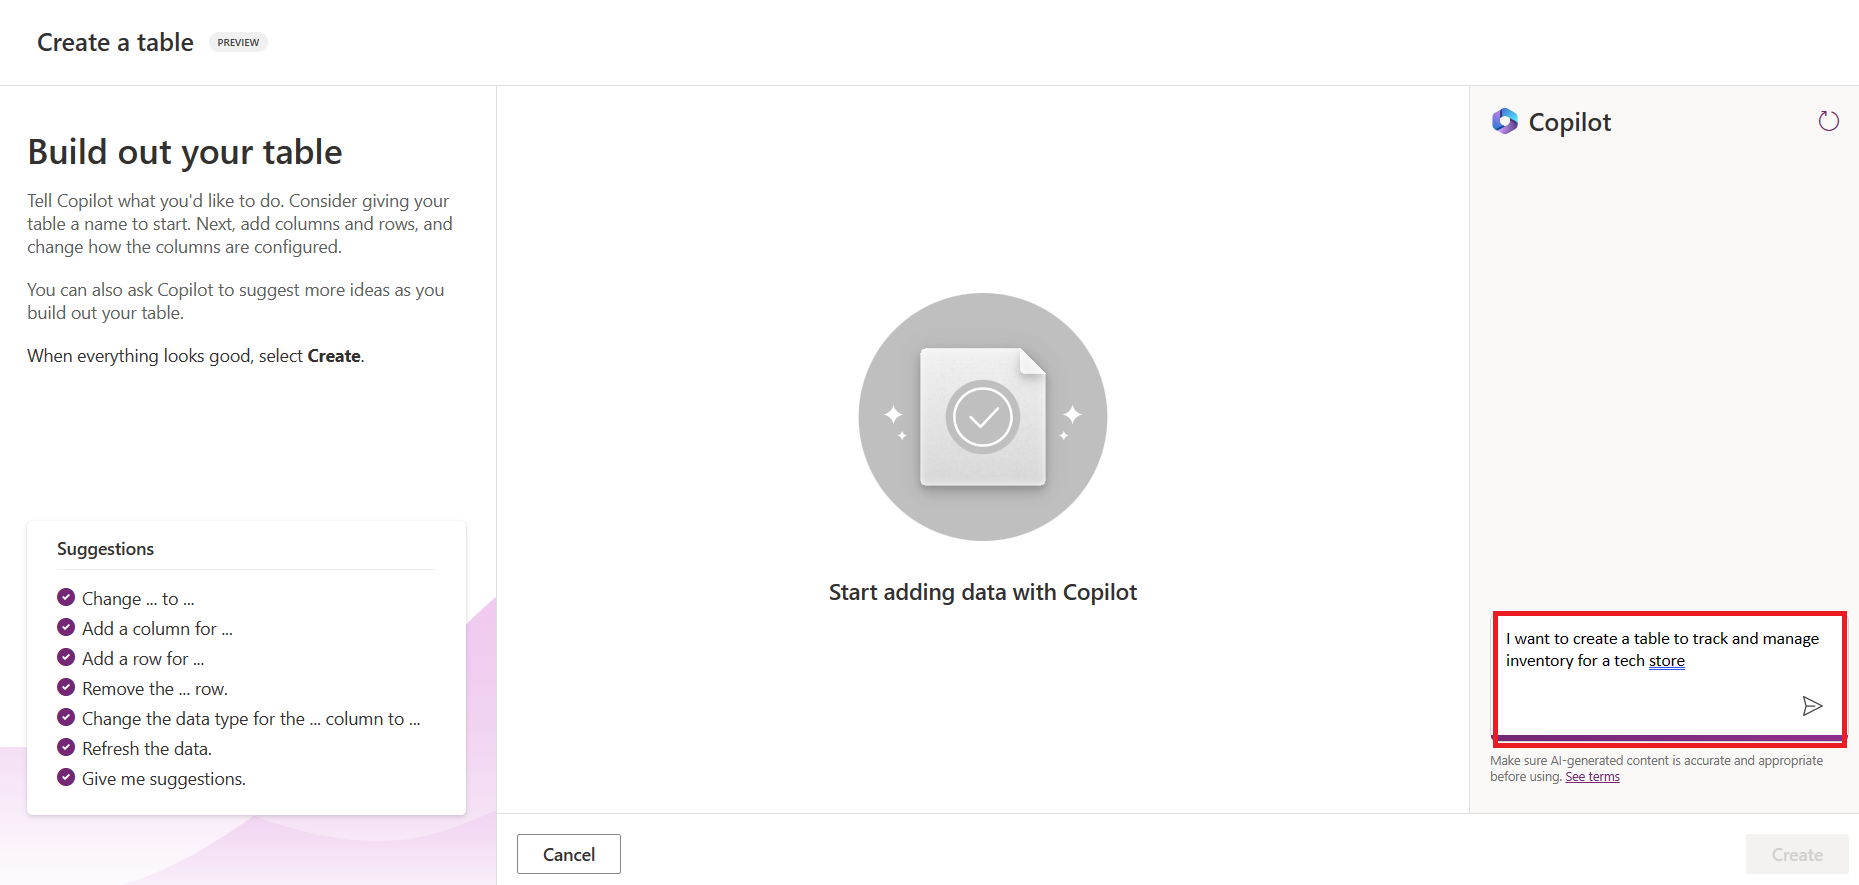 Create a table PREVIEW
Build out your table
Tell Copilot what you'd like to do. Consider giving your
table a name to start. Next, add columns and rows, and
change how the columns are configured.
You can also ask Copilot to suggest more ideas as you
build out your table.
When everything looks good, select Create.
Suggestions
Change ... to ...
Add a column for ...
Add a row for ...
Remove the ... row.
Change the data type for the ... column to ...
Refresh the data.
Give me suggestions.
Start adding data with Copilot
Cancel
Copilot
I want to create a table to track and manage
inventory for a tech store
Make sure AI-generated content is accurate and appropriate
before using. See terms
Create